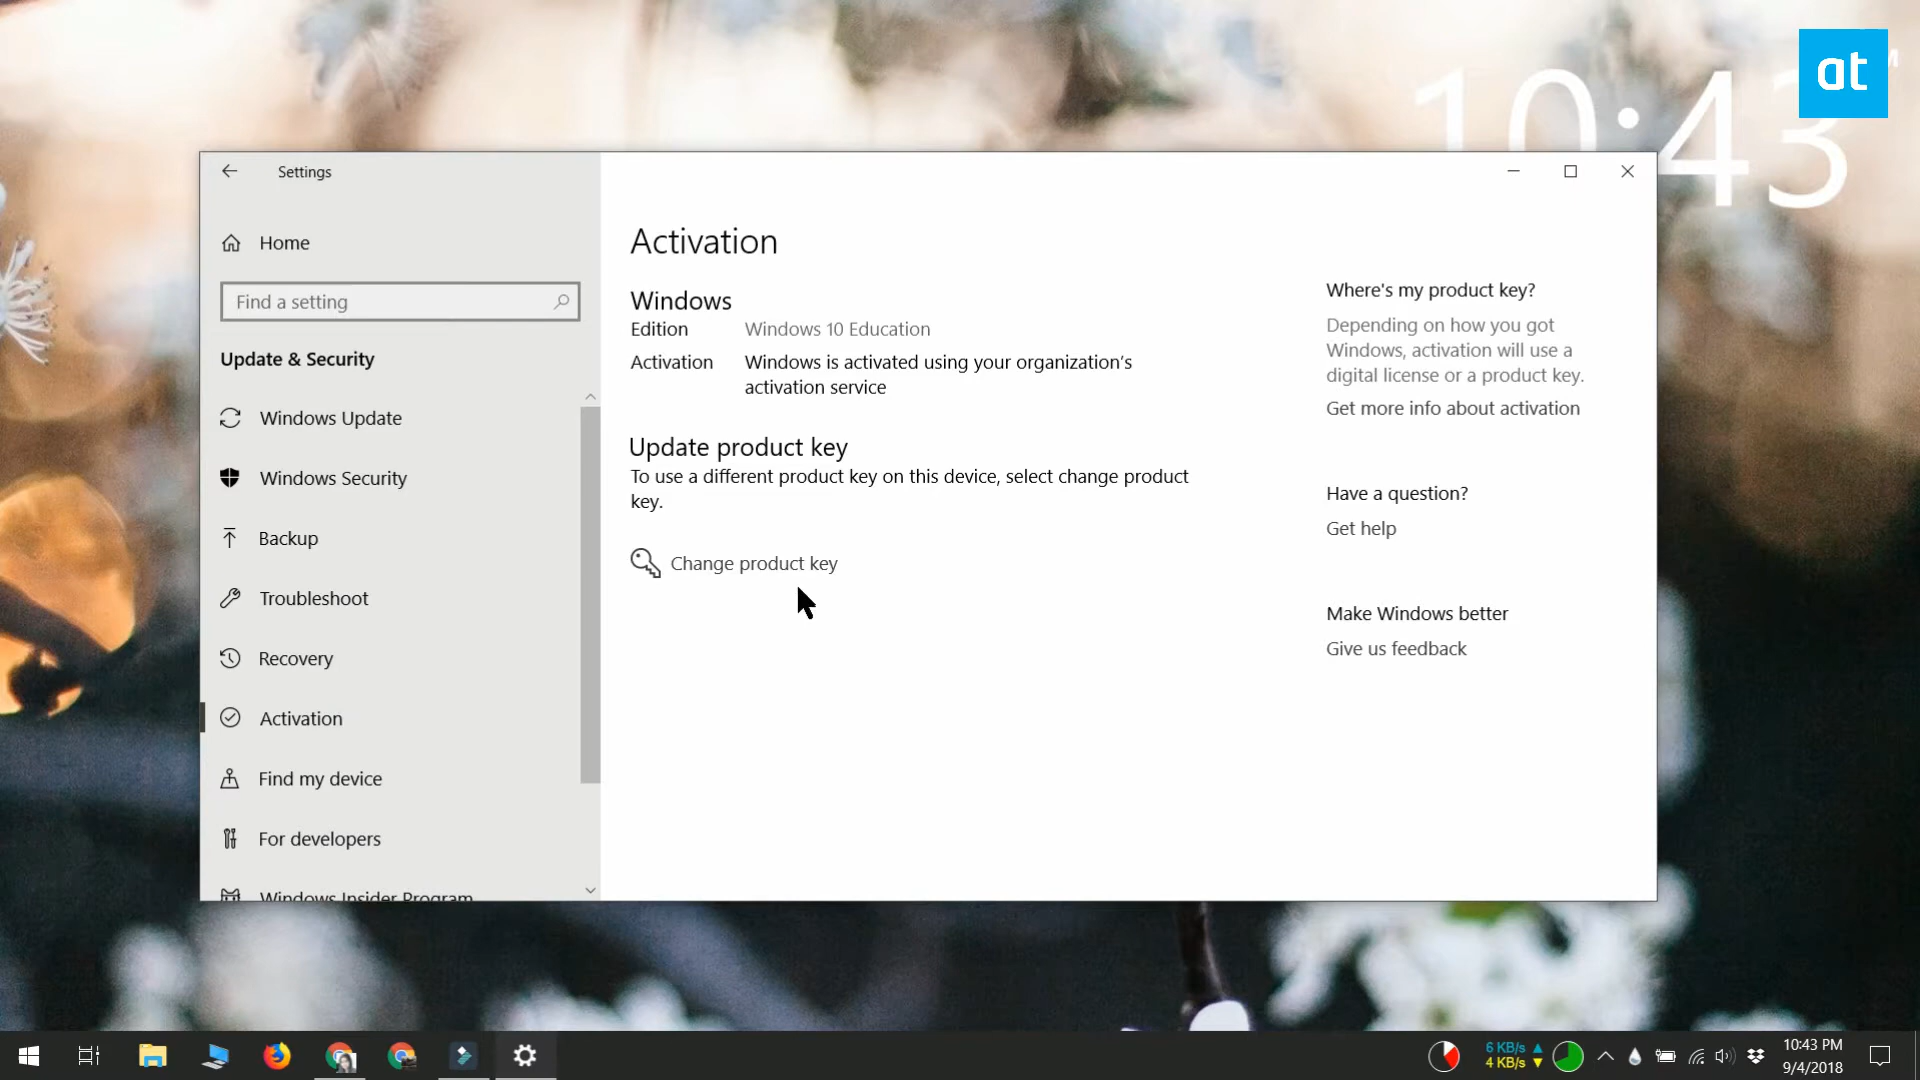 at
10:43
Settings
Home
Find a setting
Update & Security
Windows Update
Windows Security
Backup
Troubleshoot
Recovery
Activation
Find my device
For developers
Windows Insider Program
Activation
Windows
Edition Windows 10 Education
Activation Windows is activated using your organization's
activation service
Update product key
To use a different product key on this device, select change product
key.
Change product key
Where's my product key?
Depending on how you got
Windows, activation will use a
digital license or a product key.
Get more info about activation
Have a question?
Get help
Make Windows better
Give us feedback
6 KB/s
4 KB/s
10:43 PM
9/4/2018